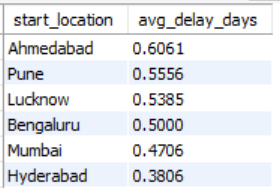 start_location avg_delay_days
Ahmedabad 0.6061
Pune 0.5556
Lucknow 0.5385
Bengaluru 0.5000
Mumbai 0.4706
Hyderabad 0.3806